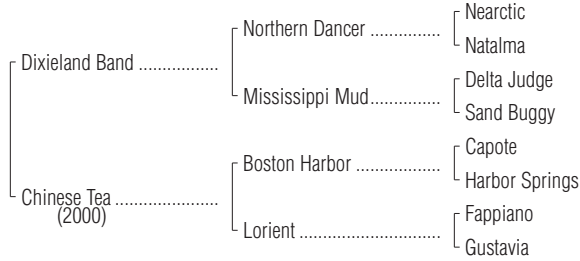 Nearctic
Northern Dancer ................
Natalma
Dixieland Band ..................
Delta Judge
Mississippi Mud................
Sand Buggy
Capote
Boston Harbor ...................
Harbor Springs
Chinese Tea .......................
(2000)
Fappiano
Lorient ................................
Gustavia